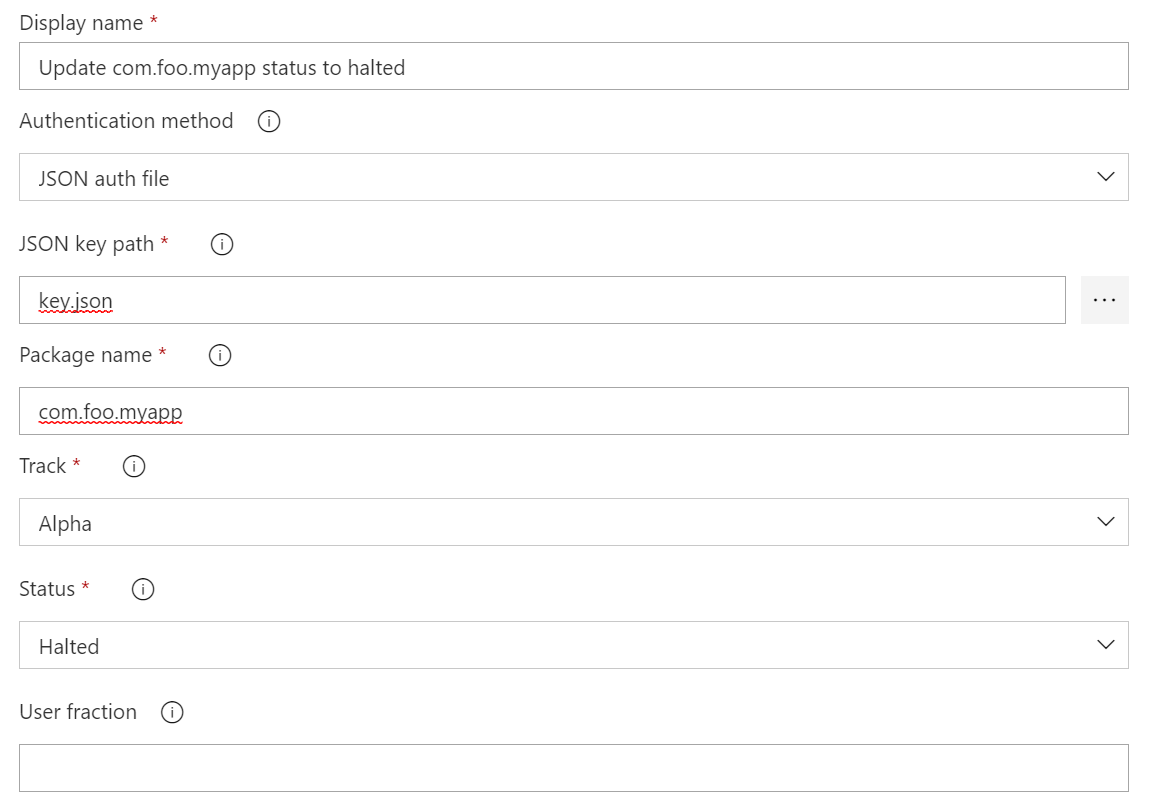 Display name *
Update com.foo.myapp status to halted
Authentication method
JSON auth file
JSON key path *
key.json
...
Package name *
com.foo.myapp
Track *
Alpha
Status *
Halted
User fraction